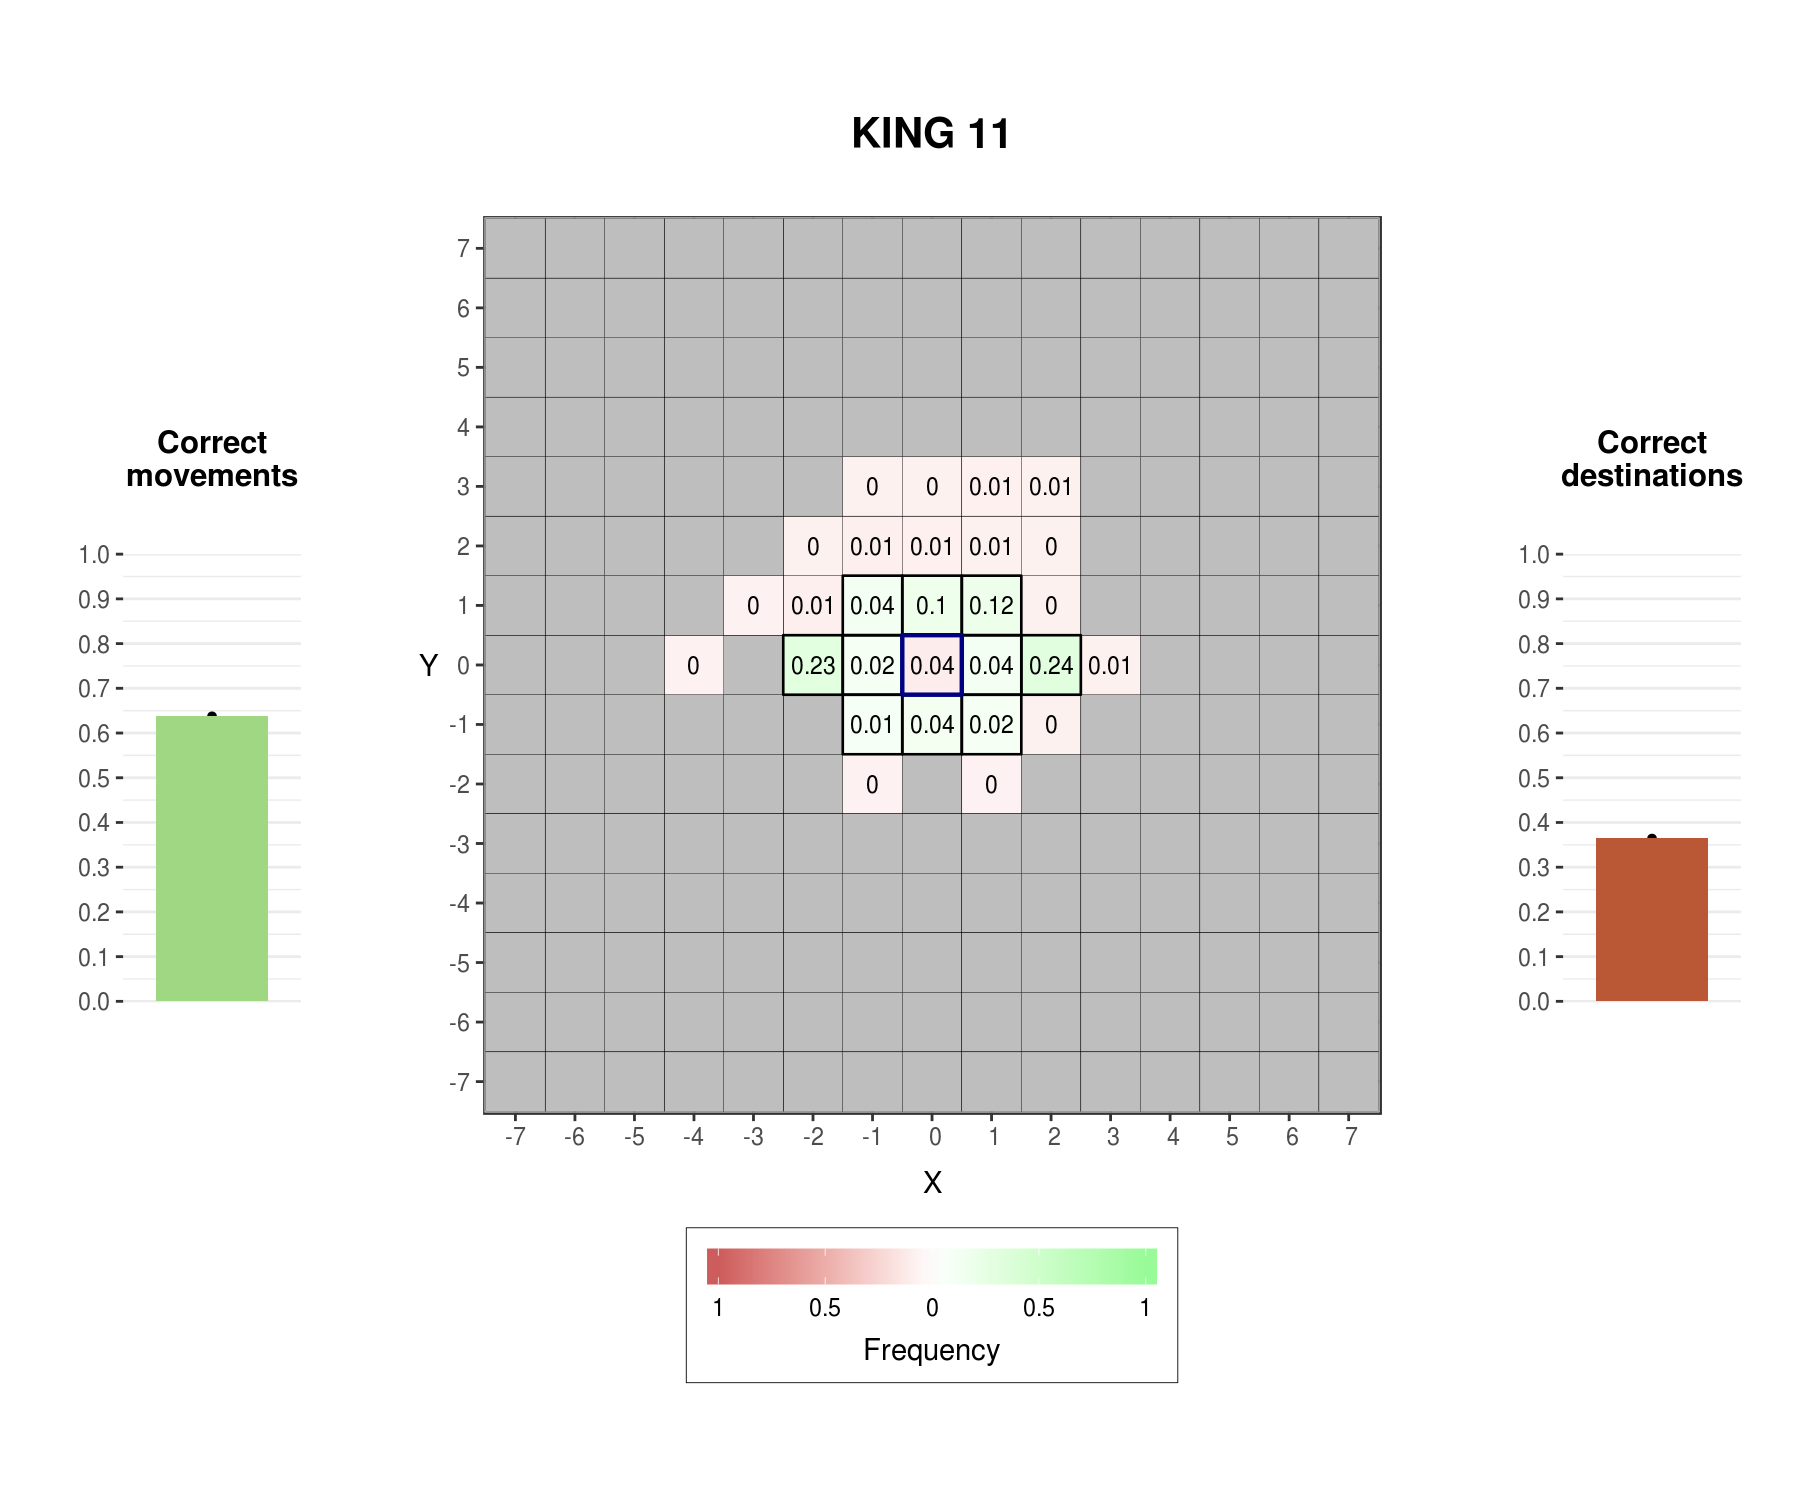 KING 11
Correct
movements
1.0
0.9
0.8
0.7
0.6
0.5
0.4
0.3
0.2
0.1
0.0
Y
7
6
5
4
3 0 0 0.01 0.01
2 0 0.01 0.01 0.01 0
1 0 0.01 0.04 0.1 0.12 0
0 0 0.23 0.02 0.04 0.04 0.24 0.01
-1 0.01 0.04 0.02 0
-2 0 0
-3
-4
-5
-6
-7
-7 -6 -5 -4 -3 -2 -1 0 1 2 3 4 5 6 7
X
1 0.5 0 0.5 1
Frequency
Correct
destinations
1.0
0.9
0.8
0.7
0.6
0.5
0.4
0.3
0.2
0.1
0.0